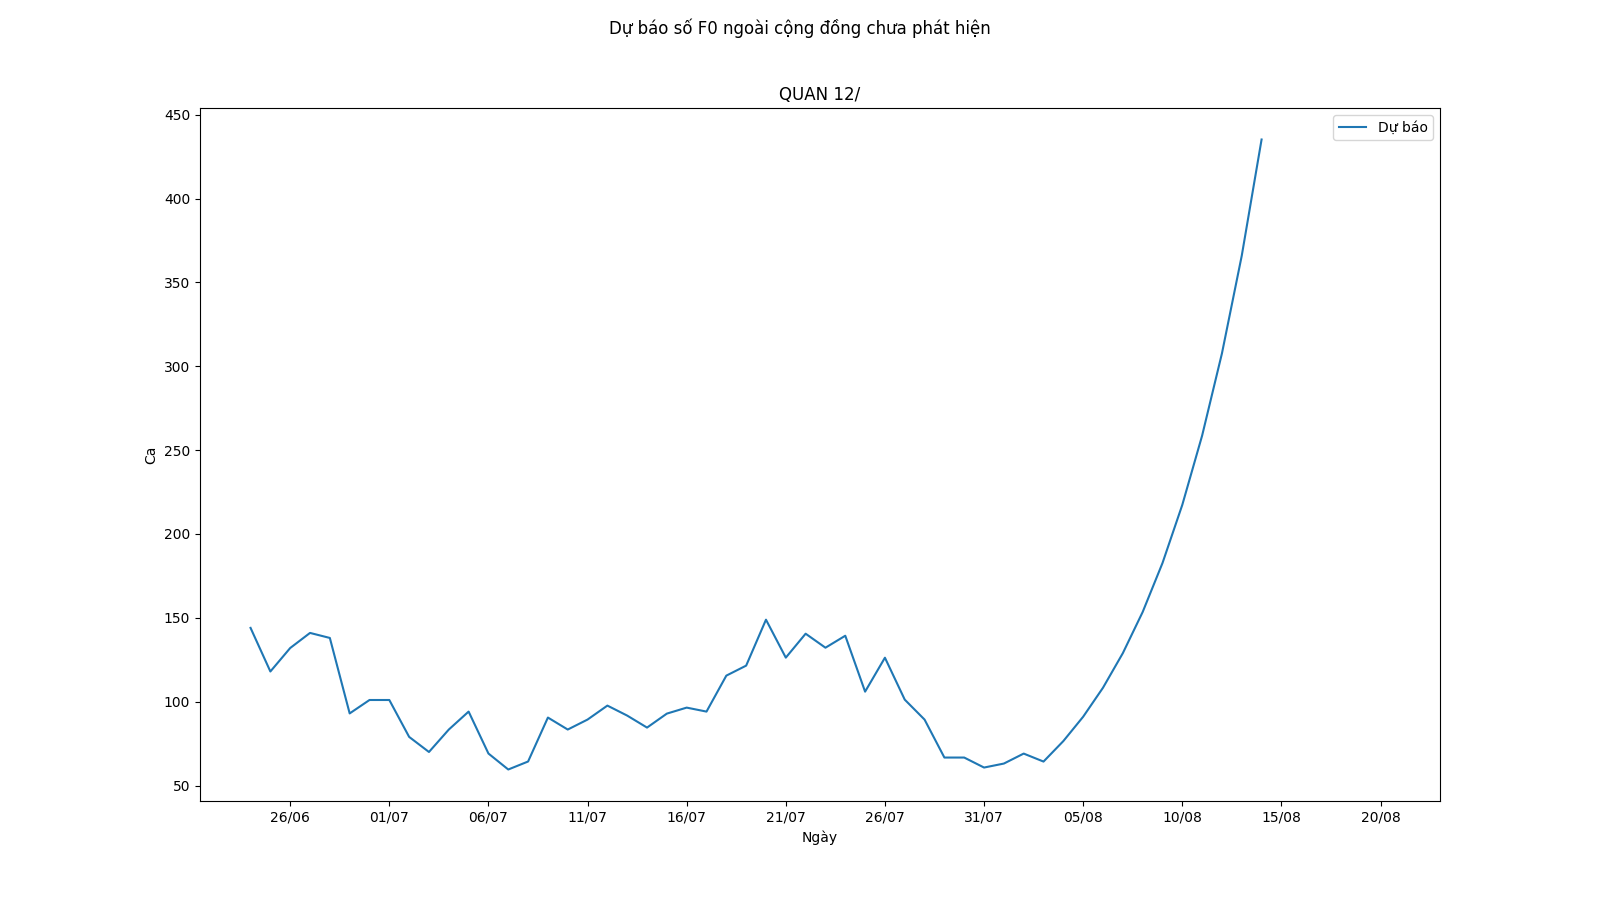 Dự báo số F0 ngoài cộng đồng chưa phát hiện
QUAN 12/
Dự báo
450
400
350
300
250
200
150
100
50
Ca
26/06 01/07 06/07 11/07 16/07 21/07 26/07 31/07 05/08 10/08 15/08 20/08
Ngày